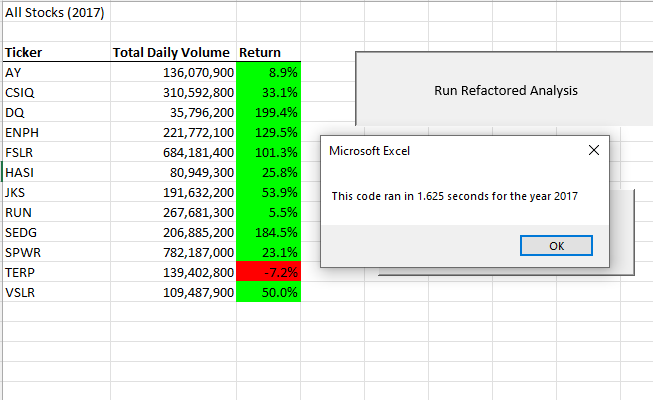 All Stocks (2017)
Ticker Total Daily Volume Return
AY 136,070,900 8.9%
CSIQ 310,592,800 33.1%
DQ 35,796,200 199.4%
ENPH 221,772,100 129.5%
FSLR 684,181,400 101.3%
HASI 80,949,300 25.8%
JKS 191,632,200 53.9%
RUN 267,681,300 5.5%
SEDG 206,885,200 184.5%
SPWR 782,187,000 23.1%
TERP 139,402,800 -7.2%
VSLR 109,487,900 50.0%
Run Refactored Analysis
Microsoft Excel
This code ran in 1.625 seconds for the year 2017
OK